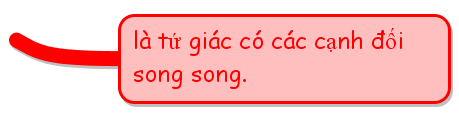 là tứ giác có các cạnh đối
song song.